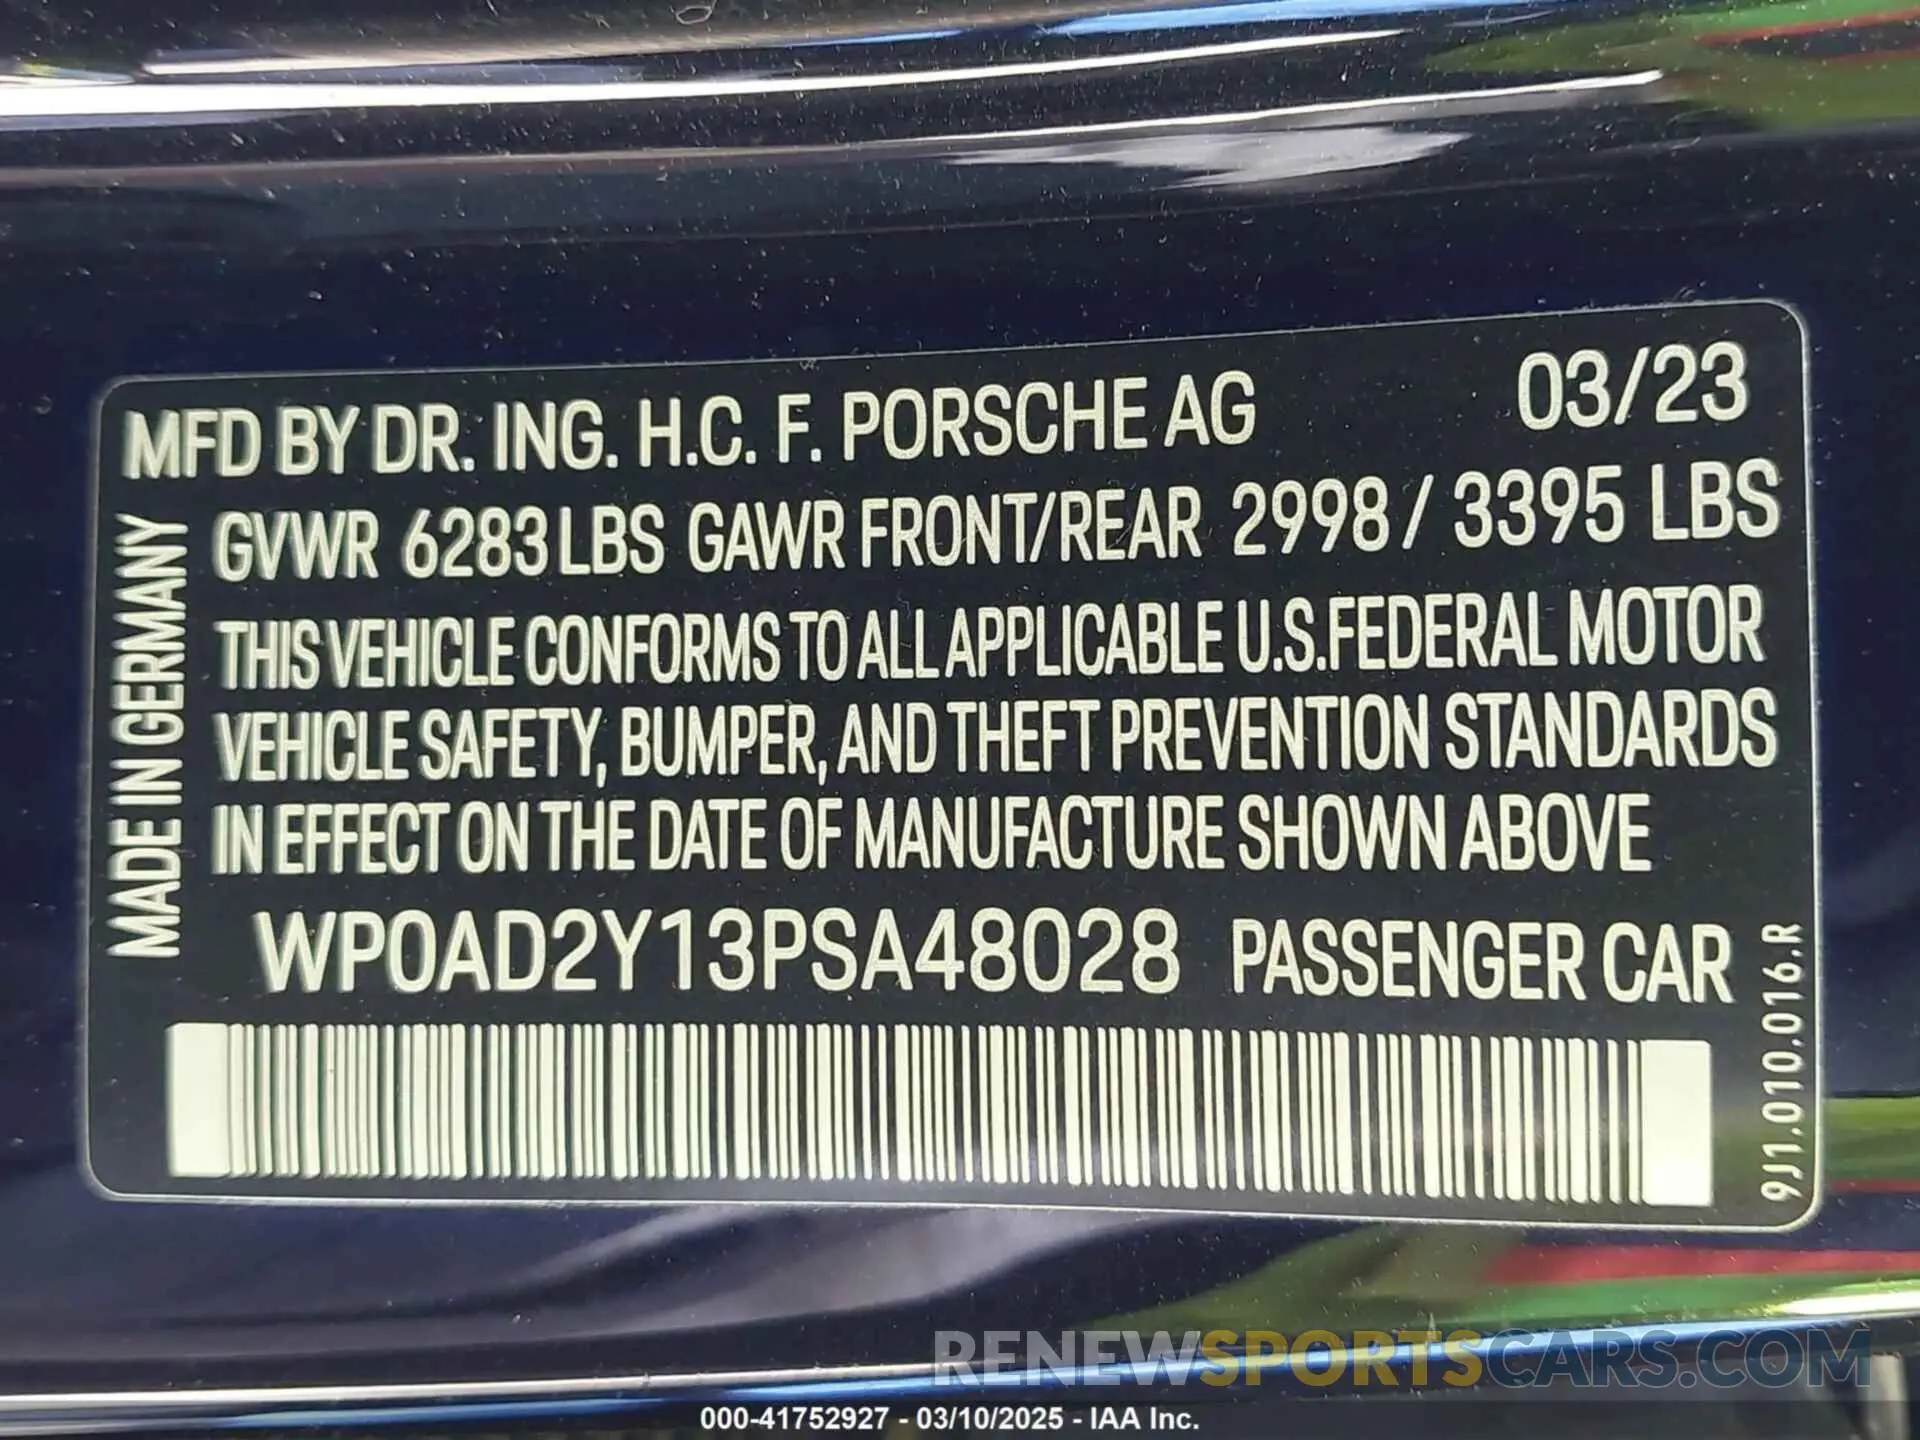 MFD BY DR. ING. H.C. F. PORSCHE AG 03/23
GVWR 6283 LBS GAWR FRONT/REAR 2998 / 3395 LBS
THIS VEHICLE CONFORMS TO ALL APPLICABLE U.S.FEDERAL MOTOR
VEHICLE SAFETY, BUMPER, AND THEFT PREVENTION STANDARDS
IN EFFECT ON THE DATE OF MANUFACTURE SHOWN ABOVE
WP0AD2Y13PSA48028 PASSENGER CAR
MADE IN GERMANY
9J1.010.016.R
RENEWSPORTSCARS.COM
000-41752927 - 03/10/2025 - IAA Inc.